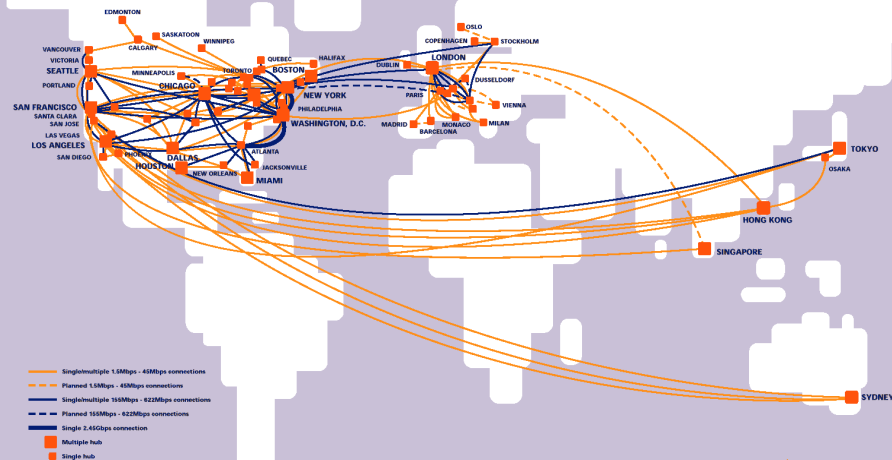 EDMONTON
SASKATOON
CALGARY
WINNIPEG
VANCOUVER
VICTORIA
SEATTLE
PORTLAND
MINNEAPOLIS
CHICAGO
TORONTO
QUEBEC
BOSTON
HALIFAX
NEW YORK
PHILADELPHIA
WASHINGTON, D.C.
SAN FRANCISCO
SANTA CLARA
SAN JOSE
LAS VEGAS
LOS ANGELES
SAN DIEGO
PHOENIX
DALLAS
HOUSTON
NEW ORLEANS
ATLANTA
JACKSONVILLE
MIAMI
OSLO
COPENHAGEN
STOCKHOLM
DUBLIN
LONDON
DUSSELDORF
PARIS
VIENNA
MADRID
BARCELONA
MONACO
MILAN
TOKYO
OSAKA
HONG KONG
SINGAPORE
SYDNEY
Single/multiple 1.5Mbps - 45Mbps connections
Planned 1.5Mbps - 45Mbps connections
Single/multiple 155Mbps - 622Mbps connections
Planned 155Mbps - 622Mbps connections
Single 2.45Gbps connection
Multiple hub
Single hub